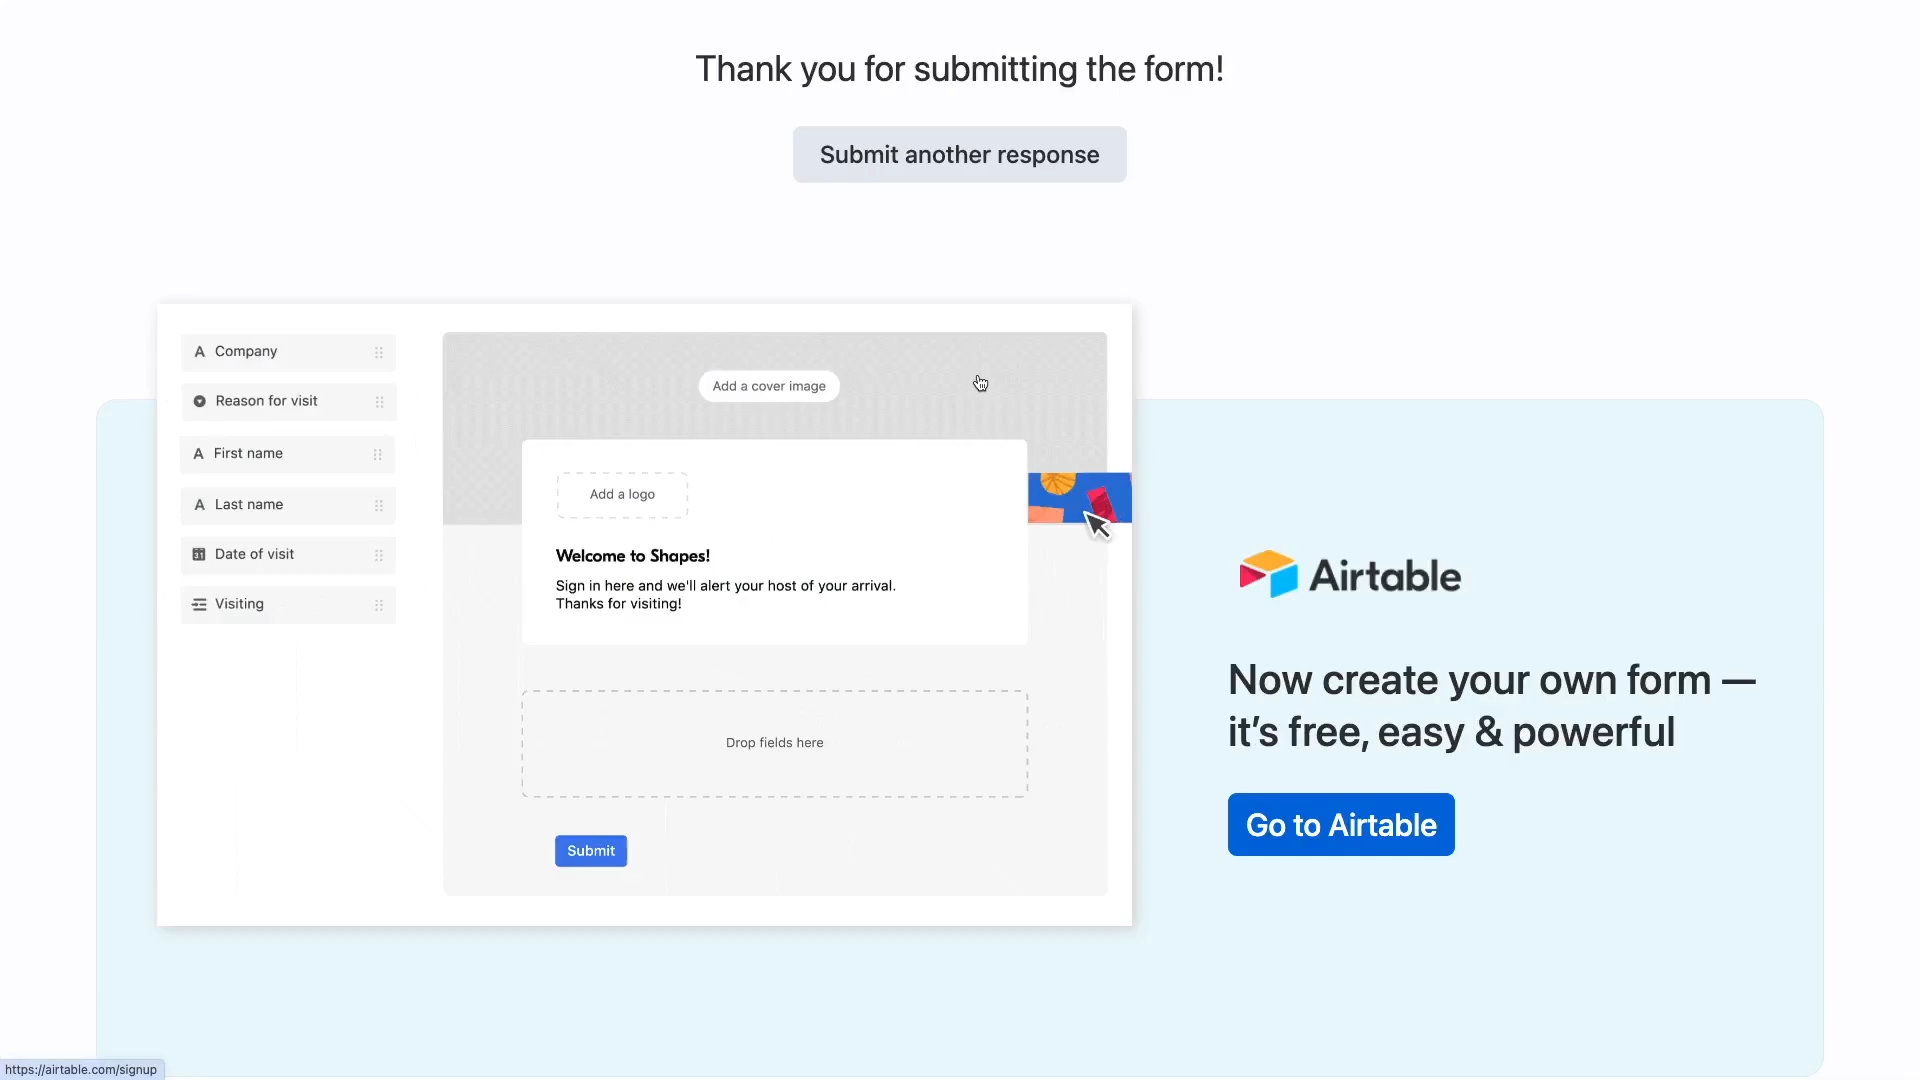 Thank you for submitting the form!
Submit another response
A Company
Reason for visit
A First name
A Last name
31 Date of visit
Visiting
Add a cover image
Add a logo
Welcome to Shapes!
Sign in here and we'll alert your host of your arrival.
Thanks for visiting!
Drop fields here
Submit
Airtable
Now create your own form —
it’s free, easy & powerful
Go to Airtable
https://airtable.com/signup